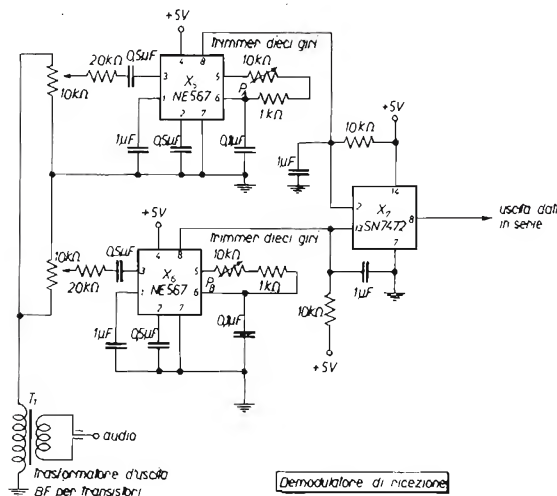 +5V
Trimmer dieci giri
20kΩ
0,5µF
4
8
10kΩ
3
5
X5
NE567
10kΩ
P
1
6
1kΩ
2
7
+5V
1µF
0,5µF
0,1µF
10kΩ
1µF
14
2
X7
8
uscita dati
in serie
+5V
13
SN7472
Trimmer dieci giri
7
10kΩ
0,5µF
4
8
10kΩ
3
5
X6
NE567
20kΩ
1
P8
6
1kΩ
1µF
2
7
10kΩ
1µF
0,5µF
0,1µF
+5V
T1
audio
Trasformatore d'uscita
BF per Transistori
Demodulatore di ricezione